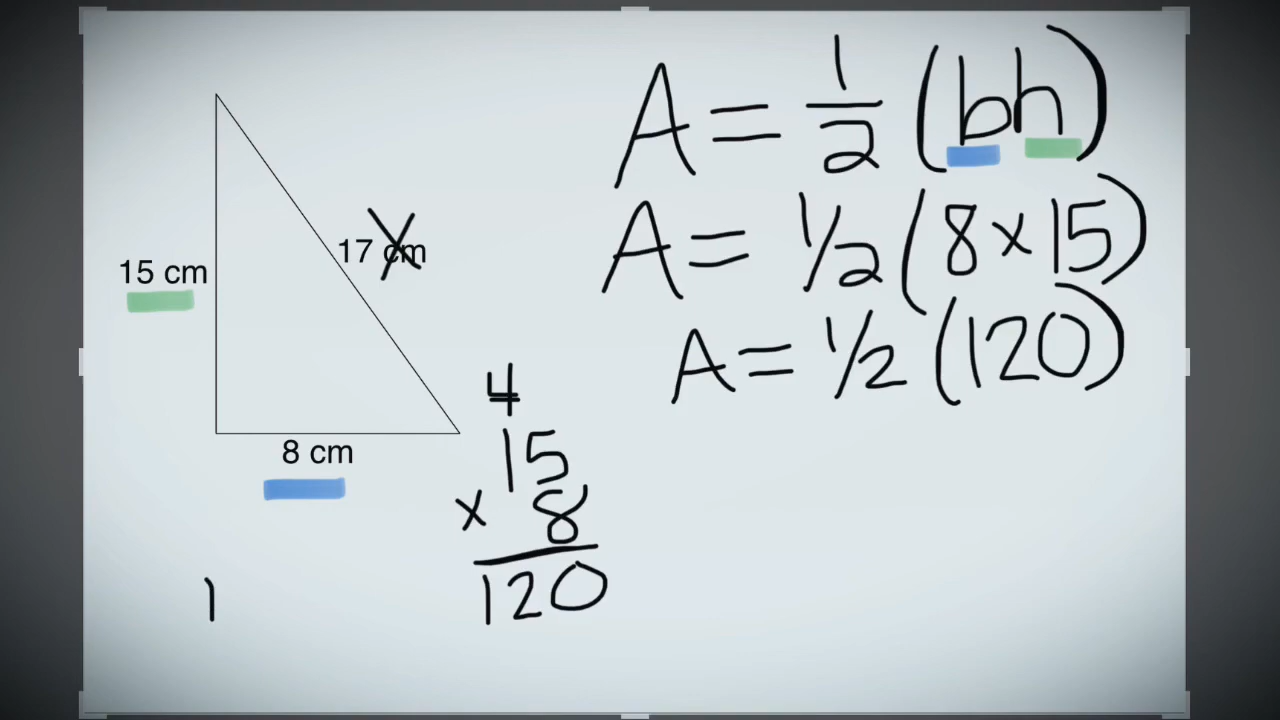 A = 1/2 (bh)
15 cm
17 cm
A = 1/2 (8 x 15)
A = 1/2 (120)
8 cm
4
15
x 8
120
1